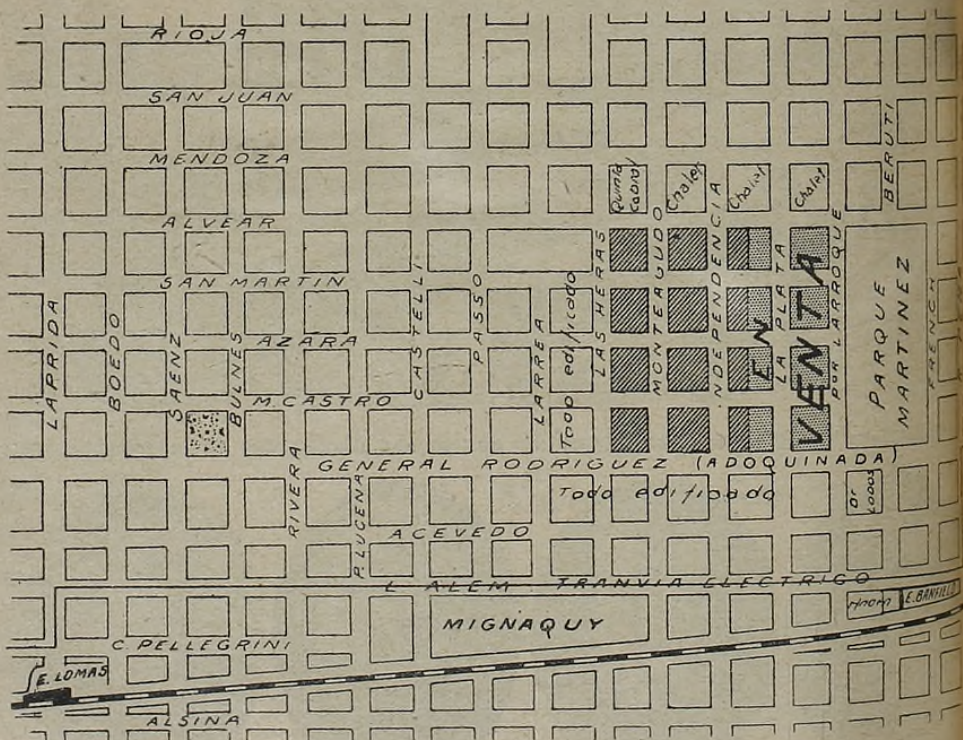 RIOJA
SAN JUAN
MENDOZA
BERUTI
Quinta
Cobral
Chalet
Chalet
Chalet
ALVEAR
SAN MARTIN
AZARA
M. CASTRO
LAPRIDA
BOEDO
SAENZ
BULNES
CASTELLI
PASSO
LARREA
Todo edificado
LAS HERAS
MONTEAGUDO
INDEPENDENCIA
EN
VENTA
LA PLATA
POR LARROQUE
PARQUE
MARTINEZ
FRENCH
GENERAL RODRIGUEZ (ADOQUINADA)
RIVERA
P. LUCENA
Todo edificado
Dr
ACEVEDO
L. ALEM TRANVIA ELECTRICO
MIGNAQUY
E. BANFIELD
C. PELLEGRINI
E. LOMAS
ALSINA